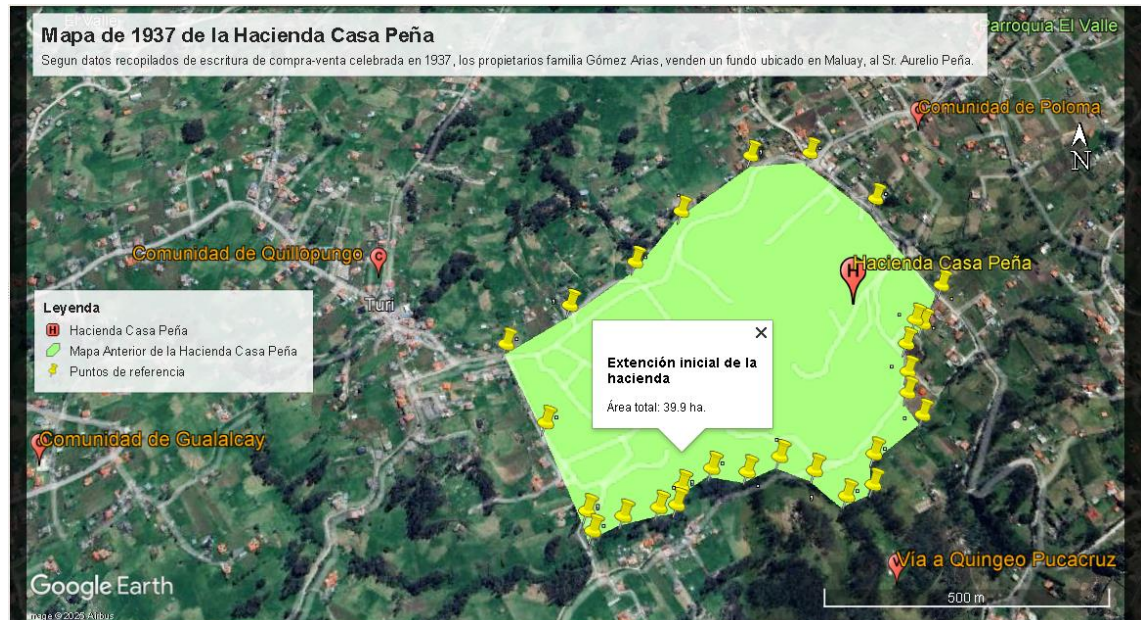 El Valle
Mapa de 1937 de la Hacienda Casa Peña
Segun datos recopilados de escritura de compra-venta celebrada en 1937, los propietarios familia Gómez Arias, venden un fundo ubicado en Maluay, al Sr. Aurelio Peña.
Parroquia El Valle
Comunidad de Poloma
N
Comunidad de Quillopungo
C
Turi
H
Hacienda Casa Peña
Leyenda
H Hacienda Casa Peña
Mapa Anterior de la Hacienda Casa Peña
Puntos de referencia
Extención inicial de la
hacienda
Área total: 39.9 ha.
Comunidad de Gualalcay
Vía a Quingeo Pucacruz
Google Earth
500 m
Image © 2025 Airbus